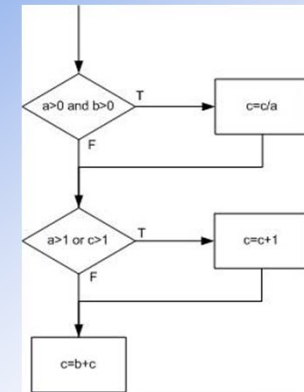 a>0 and b>0
T
c=c/a
F
a>1 or c>1
T
c=c+1
F
c=b+c